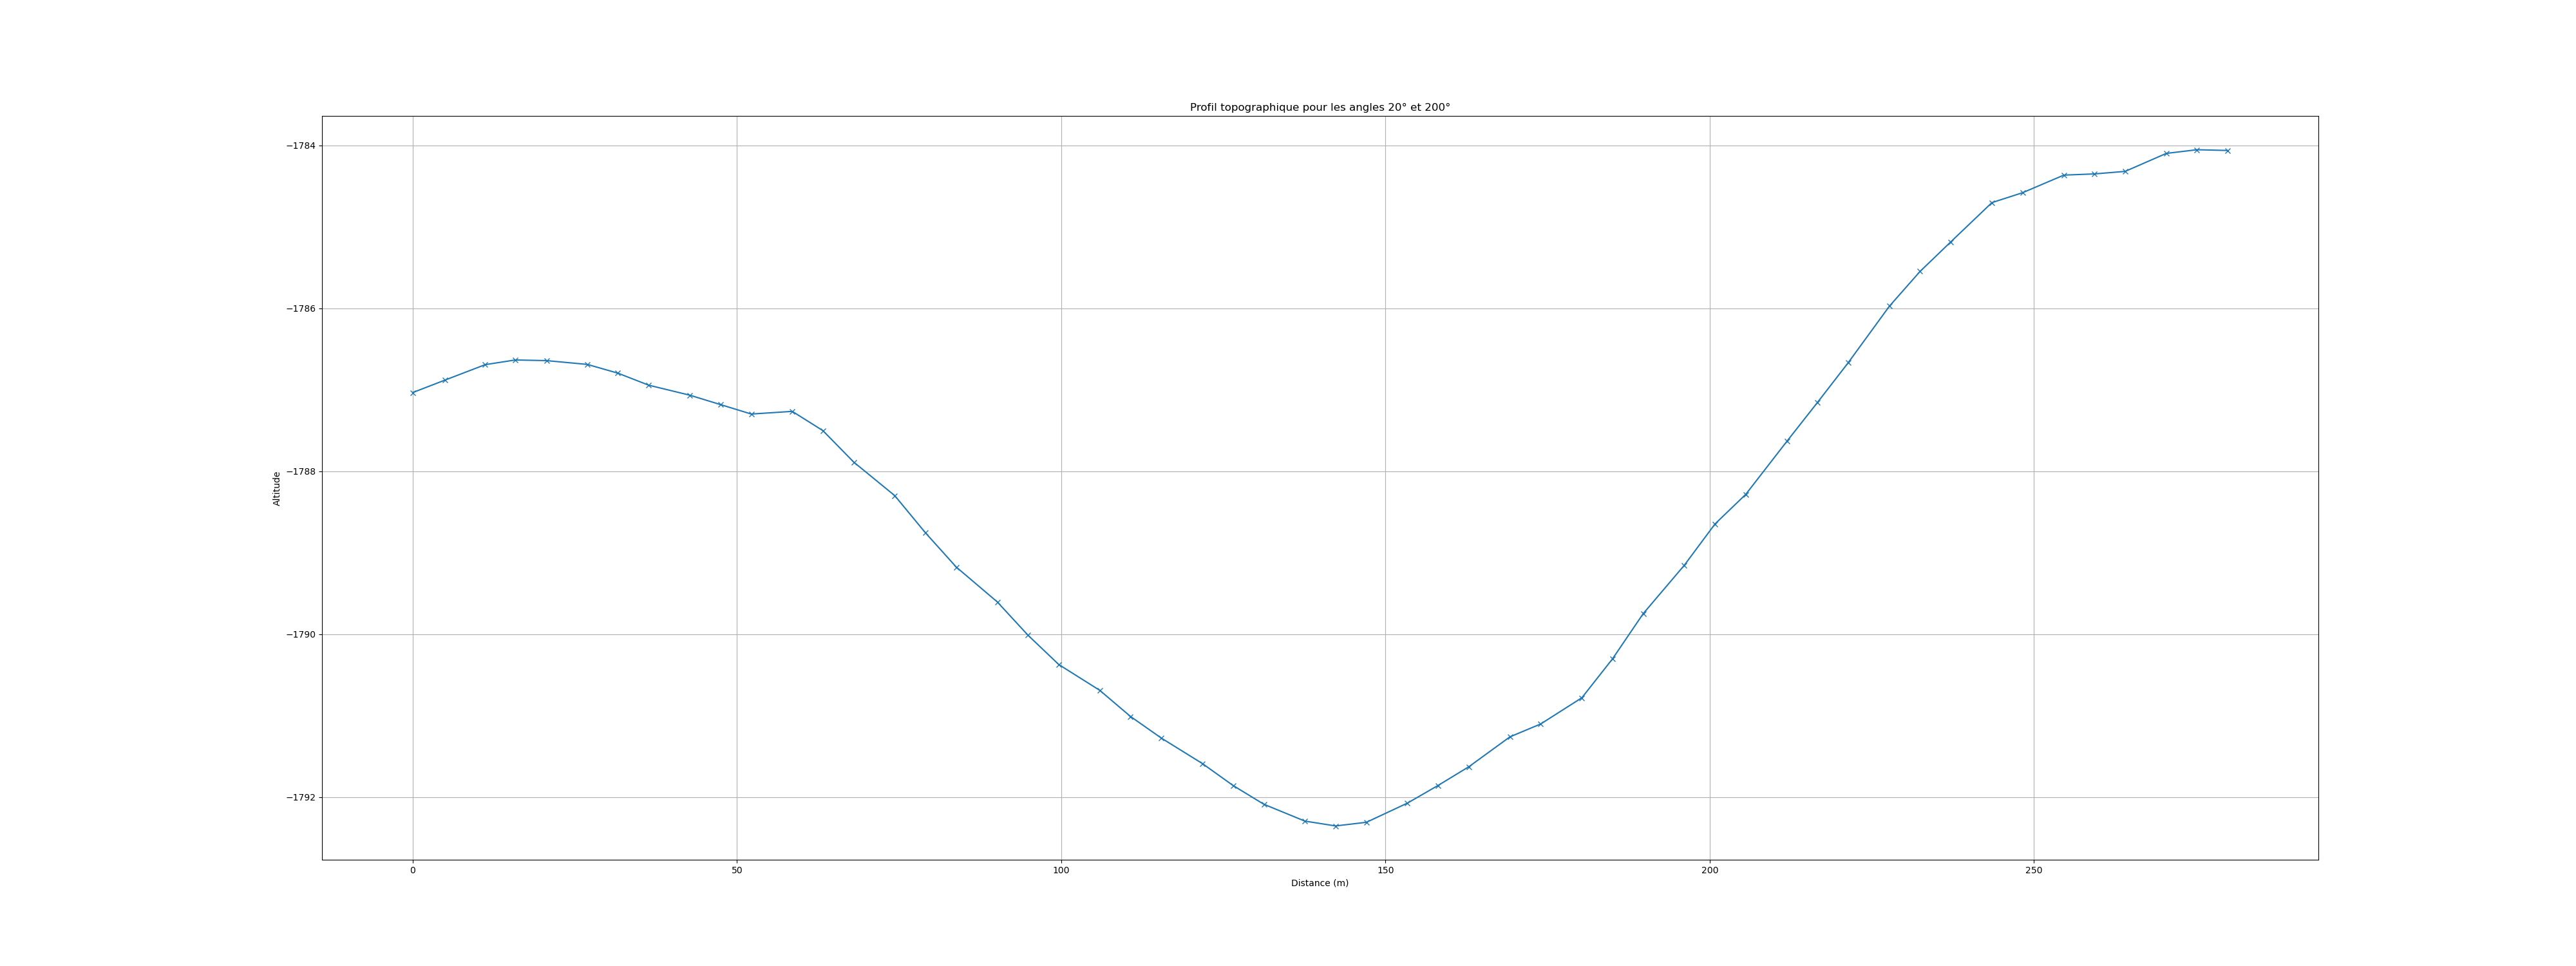 Profil topographique pour les angles 20° et 200°
−1784
−1786
−1788
−1790
−1792
Altitude
0 50 100 150 200 250
Distance (m)